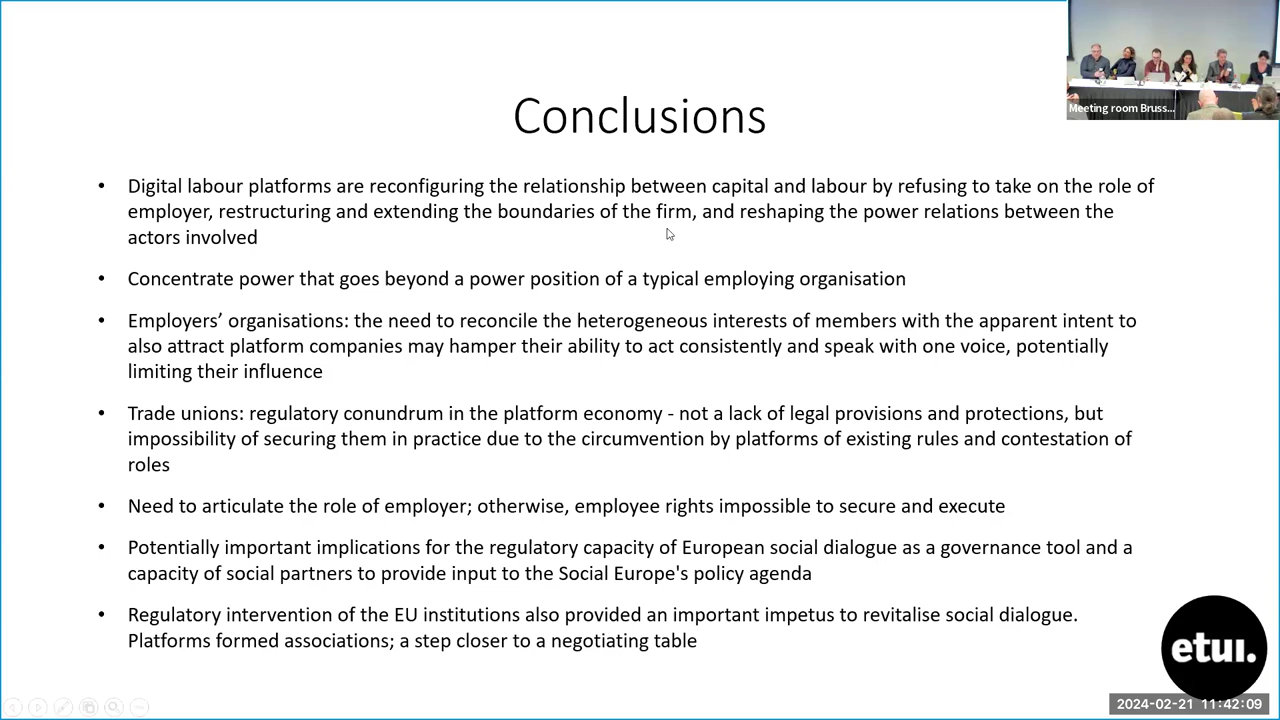 Meeting room Bruss...
Conclusions
• Digital labour platforms are reconfiguring the relationship between capital and labour by refusing to take on the role of
employer, restructuring and extending the boundaries of the firm, and reshaping the power relations between the
actors involved
• Concentrate power that goes beyond a power position of a typical employing organisation
• Employers’ organisations: the need to reconcile the heterogeneous interests of members with the apparent intent to
also attract platform companies may hamper their ability to act consistently and speak with one voice, potentially
limiting their influence
• Trade unions: regulatory conundrum in the platform economy - not a lack of legal provisions and protections, but
impossibility of securing them in practice due to the circumvention by platforms of existing rules and contestation of
roles
• Need to articulate the role of employer; otherwise, employee rights impossible to secure and execute
• Potentially important implications for the regulatory capacity of European social dialogue as a governance tool and a
capacity of social partners to provide input to the Social Europe's policy agenda
• Regulatory intervention of the EU institutions also provided an important impetus to revitalise social dialogue.
Platforms formed associations; a step closer to a negotiating table
etui.
2024-02-21 11:42:09